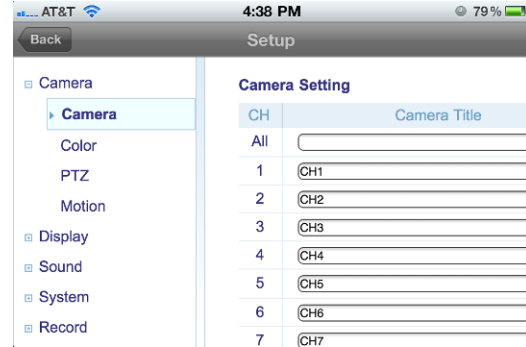 AT&T 4:38 PM 79%
Back Setup
Camera
Camera
Color
PTZ
Motion
Display
Sound
System
Record
Camera Setting
CH Camera Title
All
1 CH1
2 CH2
3 CH3
4 CH4
5 CH5
6 CH6
7 CH7